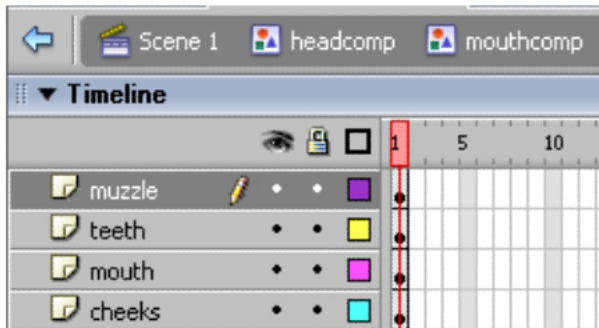 Scene 1 headcomp mouthcomp
Timeline
1 5 10
muzzle
teeth
mouth
cheeks